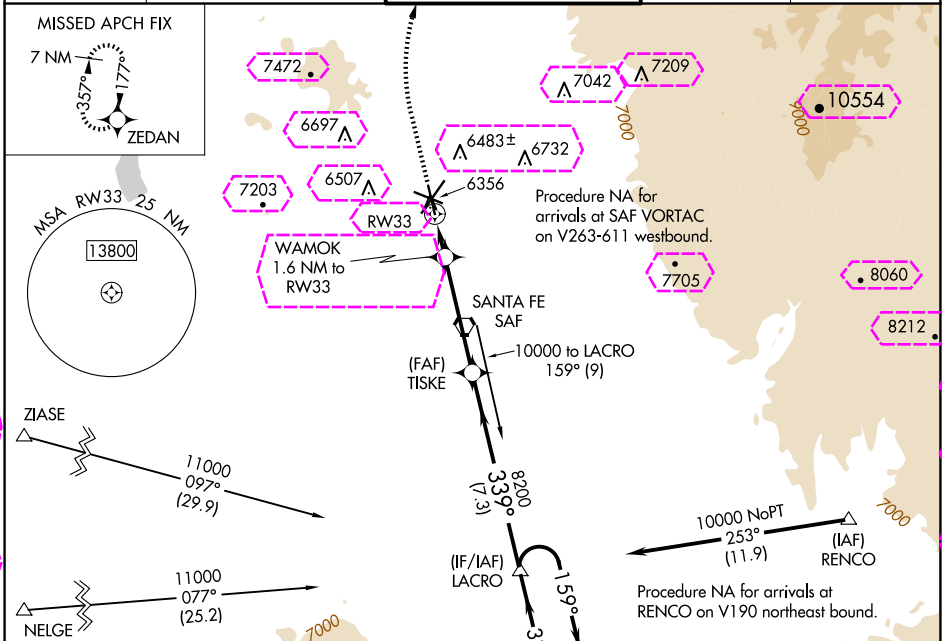 MISSED APCH FIX
7 NM
357°
177°
ZEDAN
MSA RW33 25 NM
13800
7472
6697
6507
7203
RW33
6483±
6732
6356
7042
7209
7000
9000
10554
Procedure NA for
arrivals at SAF VORTAC
on V263-611 westbound.
WAMOK
1.6 NM to
RW33
7705
8060
8212
SANTA FE
SAF
10000 to LACRO
159° (9)
(FAF)
TISKE
ZIASE
11000
097°
(29.9)
8200
339°
(7.3)
10000 NoPT
253°
(11.9)
(IAF)
RENCO
7000
(IF/IAF)
LACRO
159°
11000
077°
(25.2)
NELGE
7000
Procedure NA for arrivals at
RENCO on V190 northeast bound.